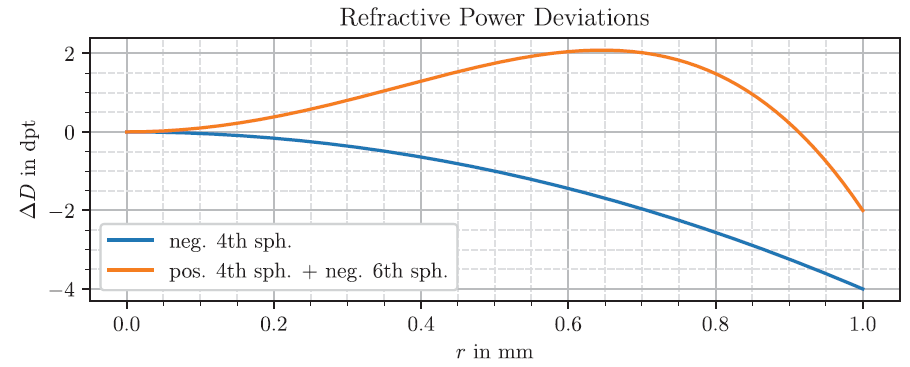 Refractive Power Deviations
ΔD in dpt
2
0
−2
−4
neg. 4th sph.
pos. 4th sph. + neg. 6th sph.
0.0 0.2 0.4 0.6 0.8 1.0
r in mm